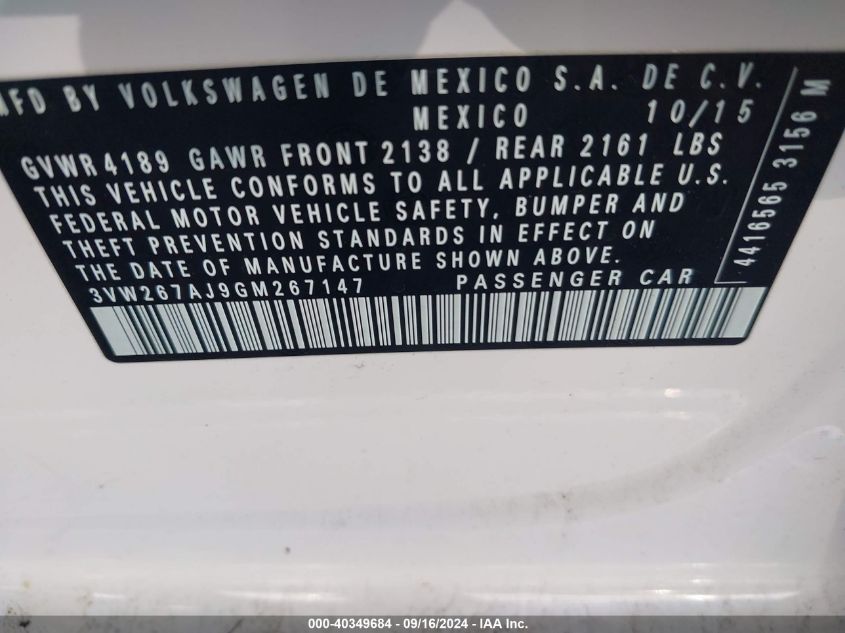 MFD BY VOLKSWAGEN DE MEXICO S.A. DE C.V.
MEXICO 10/15
GVWR 4189 GAWR FRONT 2138 / REAR 2161 LBS
THIS VEHICLE CONFORMS TO ALL APPLICABLE U.S.
FEDERAL MOTOR VEHICLE SAFETY, BUMPER AND
THEFT PREVENTION STANDARDS IN EFFECT ON
THE DATE OF MANUFACTURE SHOWN ABOVE.
3VW267AJ9GM267147 PASSENGER CAR
4416565 3156 M
000-40349684 - 09/16/2024 - IAA Inc.